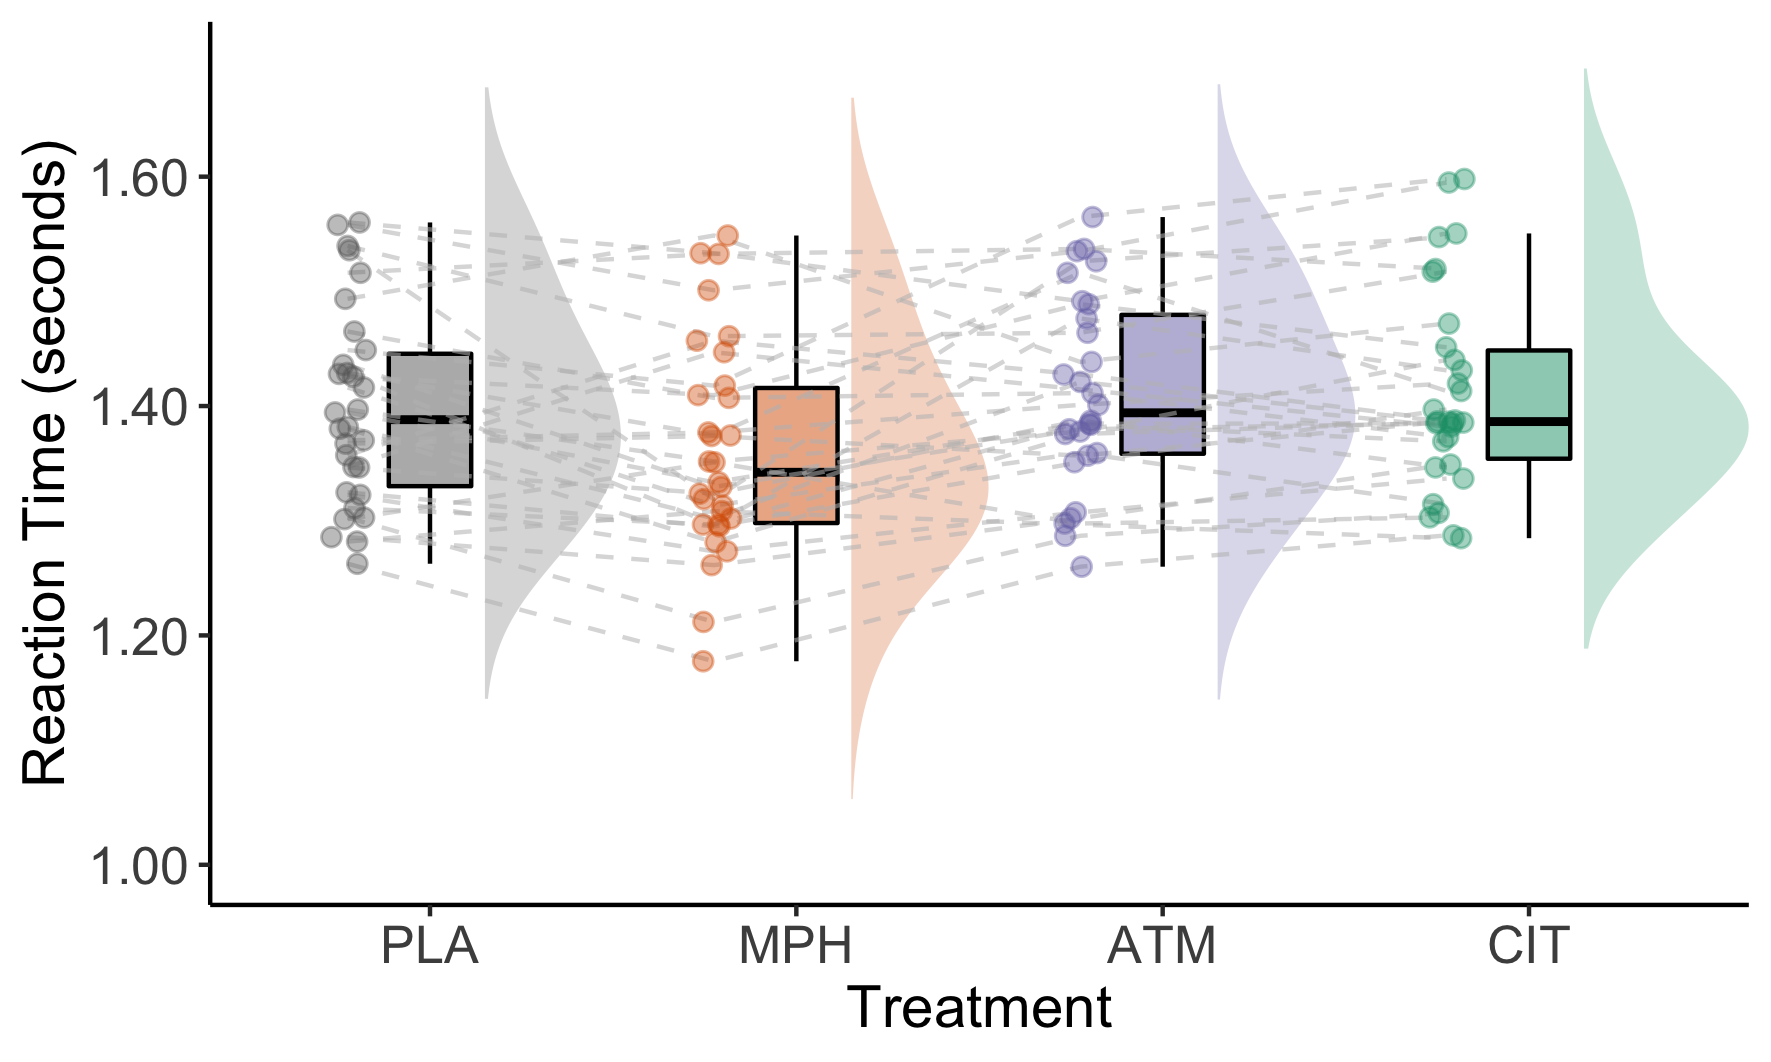 Reaction Time (seconds)
1.60
1.40
1.20
1.00
PLA MPH ATM CIT
Treatment